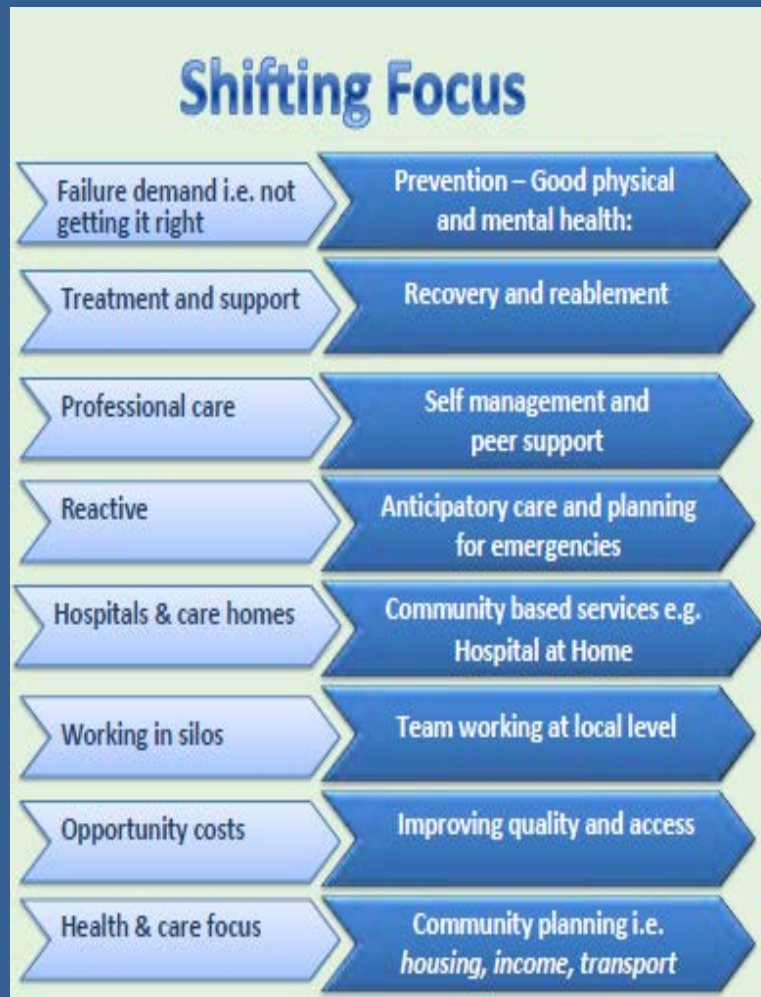 Shifting Focus
Failure demand i.e. not
getting it right
Prevention – Good physical
and mental health:
Treatment and support
Recovery and reablement
Professional care
Self management and
peer support
Reactive
Anticipatory care and planning
for emergencies
Hospitals & care homes
Community based services e.g.
Hospital at Home
Working in silos
Team working at local level
Opportunity costs
Improving quality and access
Health & care focus
Community planning i.e.
housing, income, transport